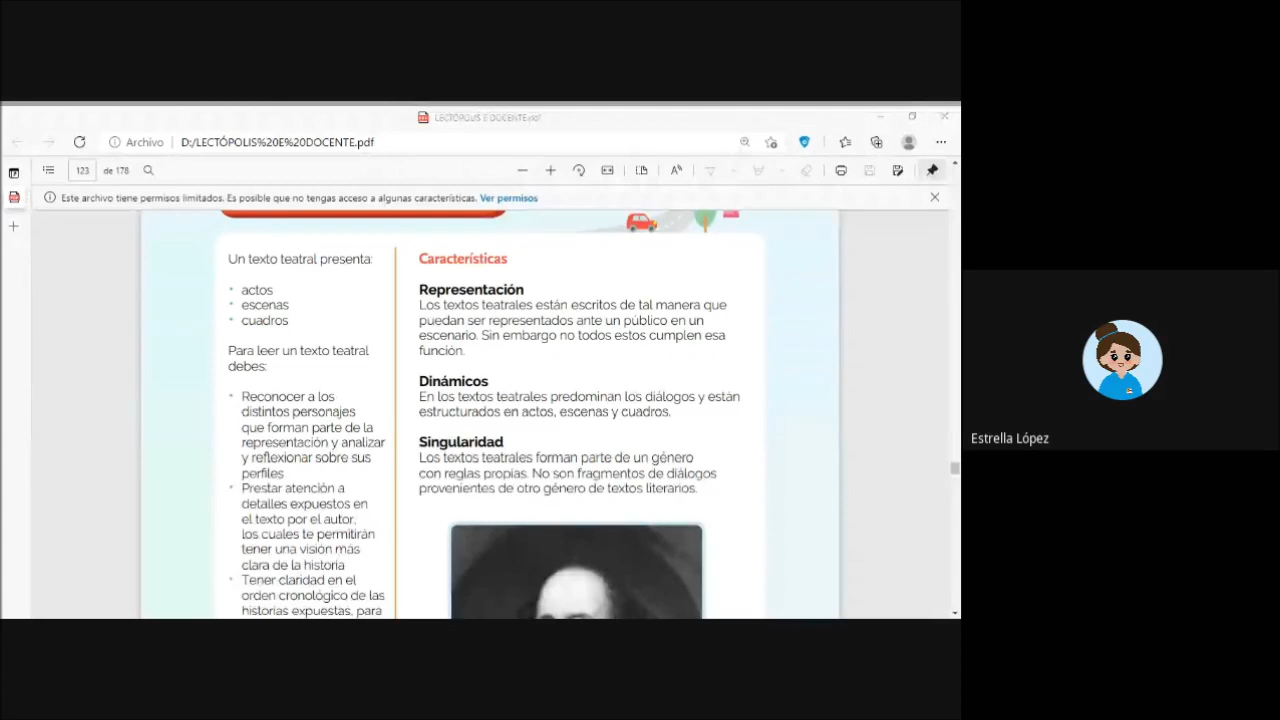 LECTÓPOLIS E DOCENTE.pdf
Archivo
D:/LECTÓPOLIS%20E%20DOCENTE.pdf
123 de 178
Este archivo tiene permisos limitados. Es posible que no tengas acceso a algunas características. Ver permisos
Un texto teatral presenta:
• actos
• escenas
• cuadros
Para leer un texto teatral
debes:
• Reconocer a los
distintos personajes
que forman parte de la
representación y analizar
y reflexionar sobre sus
perfiles
• Prestar atención a
detalles expuestos en
el texto por el autor,
los cuales te permitirán
tener una visión más
clara de la historia
• Tener claridad en el
orden cronológico de las
historias expuestas, para
Características
Representación
Los textos teatrales están escritos de tal manera que
puedan ser representados ante un público en un
escenario. Sin embargo no todos estos cumplen esa
función.
Dinámicos
En los textos teatrales predominan los diálogos y están
estructurados en actos, escenas y cuadros.
Singularidad
Los textos teatrales forman parte de un género
con reglas propias. No son fragmentos de diálogos
provenientes de otro género de textos literarios.
Estrella López